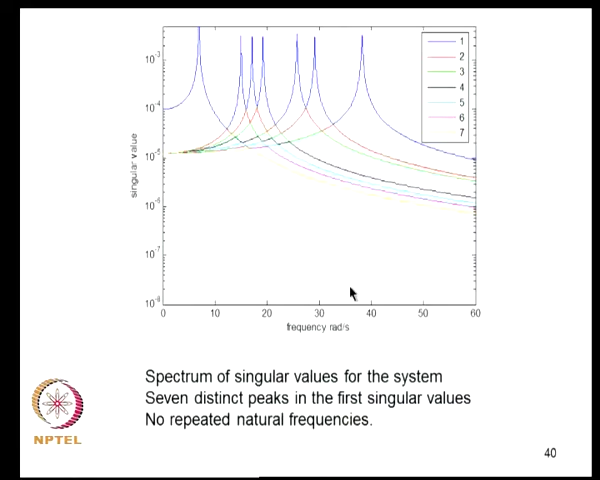 10^-3
10^-4
10^-5
10^-6
10^-7
10^-8
singular value
0 10 20 30 40 50 60
frequency rad/s
1
2
3
4
5
6
7
Spectrum of singular values for the system
Seven distinct peaks in the first singular values
No repeated natural frequencies.
NPTEL
40